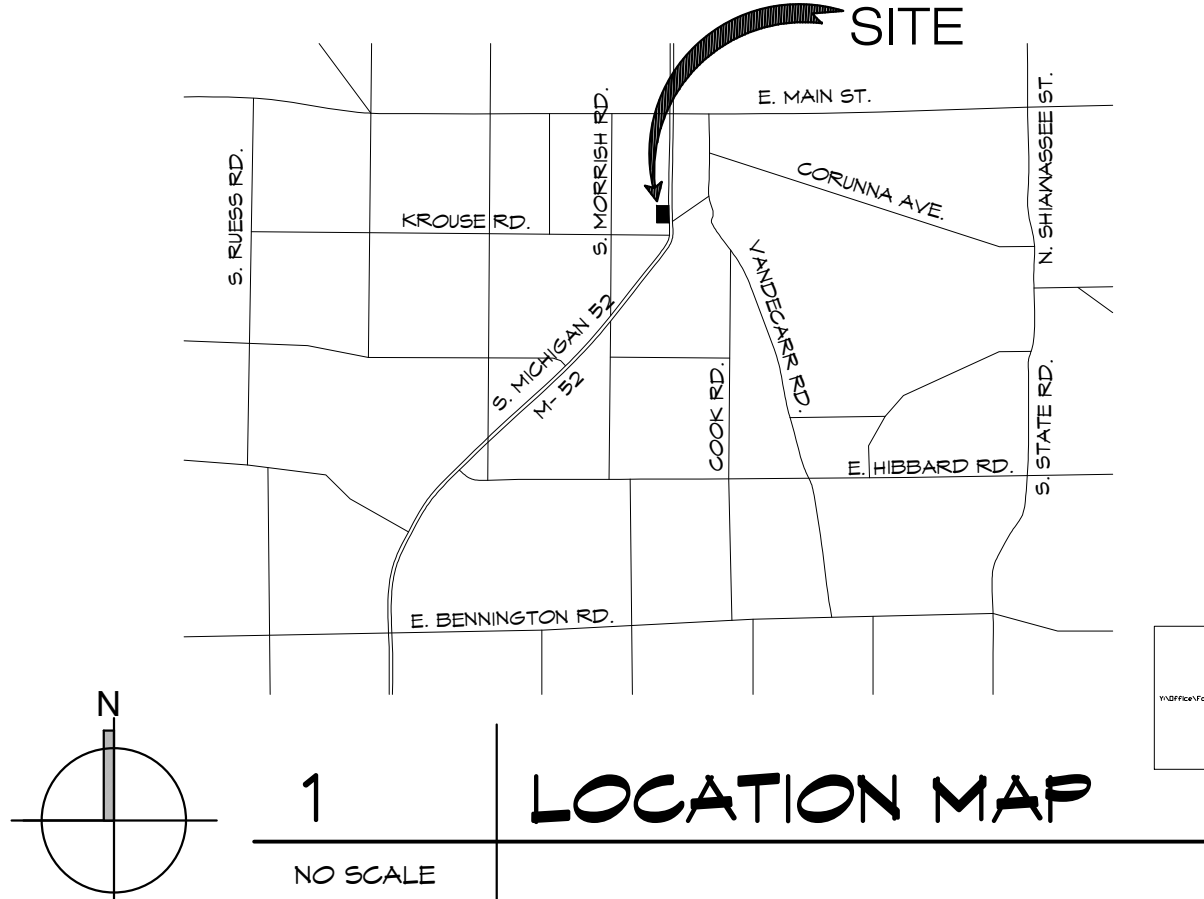 SITE
E. MAIN ST.
S. RUESS RD.
S. MORRISH RD.
N. SHIAWASSEE ST.
CORUNNA AVE.
KROUSE RD.
VANDECARR RD.
S. MICHIGAN 52
M-52
COOK RD.
S. STATE RD.
E. HIBBARD RD.
E. BENNINGTON RD.
N
1
LOCATION MAP
NO SCALE